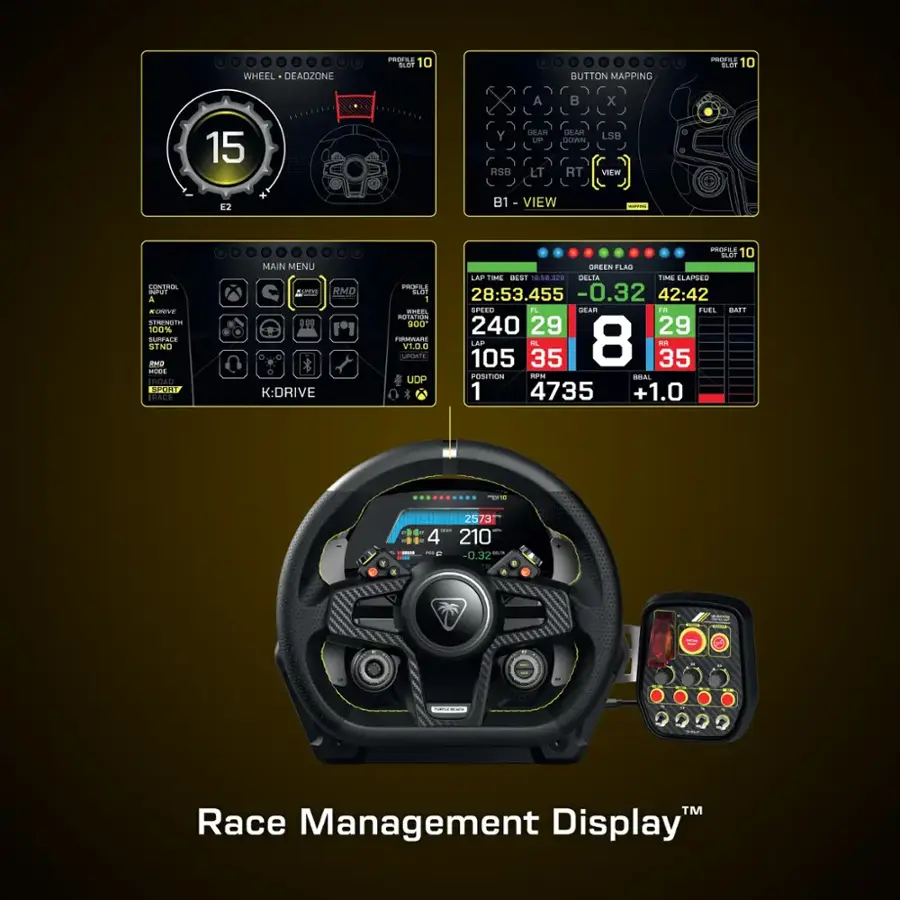 PROFILE SLOT 10
WHEEL • DEADZONE
15
− +
E2
PROFILE SLOT 10
BUTTON MAPPING
A B X
Y GEAR UP GEAR DOWN LSB
RSB LT RT VIEW
B1 - VIEW
MAPPING
MAIN MENU
CONTROL INPUT
A
K:DRIVE
STRENGTH
100%
SURFACE
STND
RMD
MODE
ROAD
SPORT
RACE
K:DRIVE RMD
K:DRIVE
PROFILE SLOT
1
WHEEL ROTATION
900°
FIRMWARE
V1.0.0
UPDATE
UDP
PROFILE SLOT 10
GREEN FLAG
LAP TIME BEST DELTA TIME ELAPSED
28:53.455 -0.32 42:42
SPEED FL GEAR FR FUEL BATT
240 29 8 29
LAP RL RR
105 35 35
POSITION RPM BBAL
1 4735 +1.0
10
2573
4 210
-0.32 DELTA
Y X
A B
TURTLE BEACH
Race Management Display™